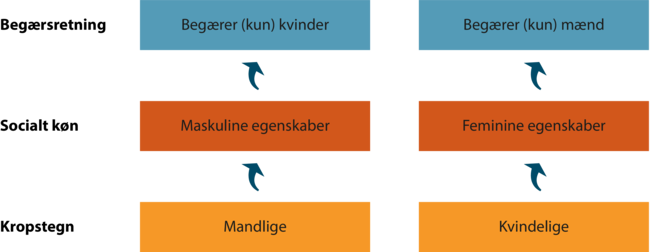 Begærsretning
Begærer (kun) kvinder
Begærer (kun) mænd
Socialt køn
Maskuline egenskaber
Feminine egenskaber
Kropstegn
Mandlige
Kvindelige